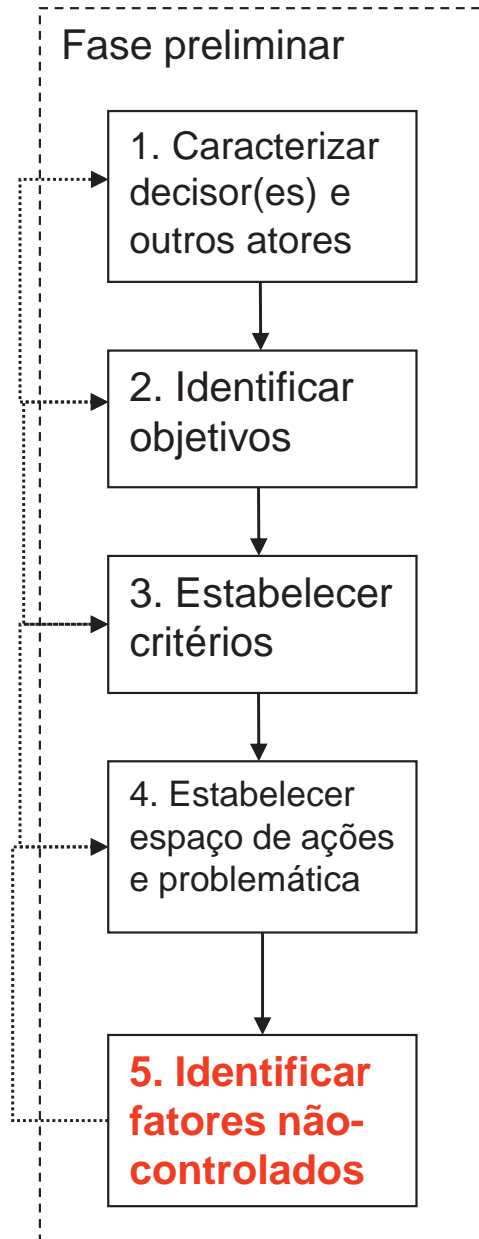 Fase preliminar
1. Caracterizar
decisor(es) e
outros atores
2. Identificar
objetivos
3. Estabelecer
critérios
4. Estabelecer
espaço de ações
e problemática
5. Identificar
fatores não-
controlados